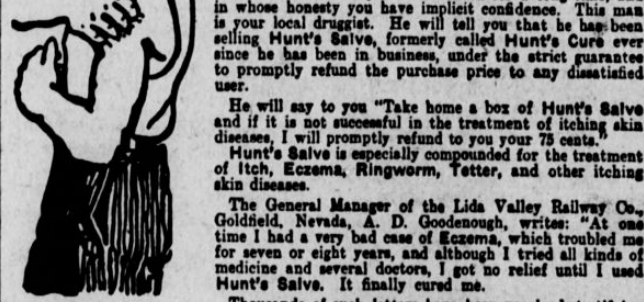 in whose honesty you have implicit confidence. This man
is your local druggist. He will tell you that he has been
selling Hunt's Salve, formerly called Hunt's Cure ever
since he has been in business, under the strict guarantee
to promptly refund the purchase price to any dissatisfied
user.
He will say to you "Take home a box of Hunt's Salve
and if it is not successful in the treatment of itching skin
diseases, I will promptly refund to you your 75 cents."
Hunt's Salve is especially compounded for the treatment
of Itch, Eczema, Ringworm, Tetter, and other itching
skin diseases.
The General Manager of the Lida Valley Railway Co.,
Goldfield, Nevada, A. D. Goodenough, writes: "At one
time I had a very bad case of Eczema, which troubled me
for seven or eight years, and although I tried all kinds of
medicine and several doctors, I got no relief until I used
Hunt's Salve. It finally cured me.